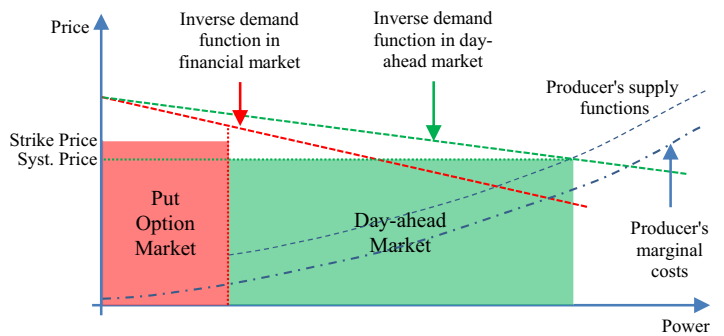 Price
Inverse demand
function in
financial market
Inverse demand
function in day-
ahead market
Producer's supply
functions
Strike Price
Syst. Price
Put
Option
Market
Day-ahead
Market
Producer's
marginal
costs
Power